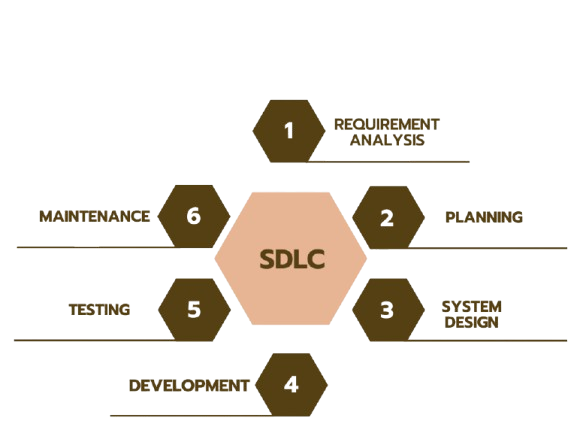 1
REQUIREMENT
ANALYSIS
MAINTENANCE 6
2 PLANNING
SDLC
TESTING 5
3 SYSTEM
DESIGN
DEVELOPMENT 4